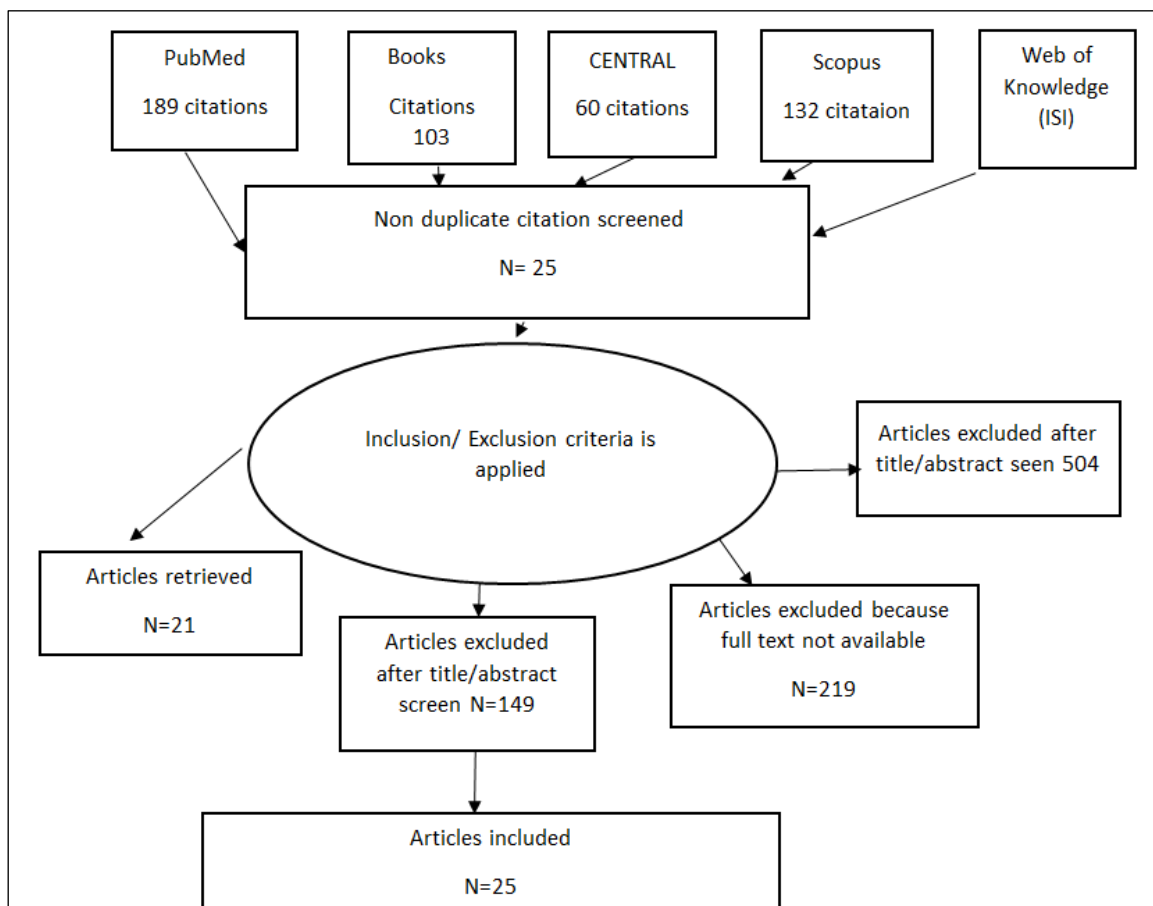 PubMed
189 citations
Books
Citations
103
CENTRAL
60 citations
Scopus
132 citataion
Web of
Knowledge
(ISI)
Non duplicate citation screened
N= 25
Inclusion/ Exclusion criteria is
applied
Articles excluded after
title/abstract seen 504
Articles retrieved
N=21
Articles excluded
after title/abstract
screen N=149
Articles excluded because
full text not available
N=219
Articles included
N=25